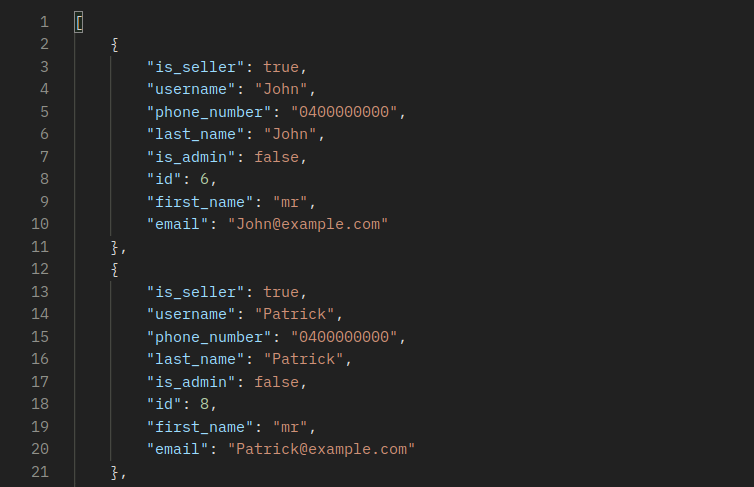 1 [
2 {
3 "is_seller": true,
4 "username": "John",
5 "phone_number": "0400000000",
6 "last_name": "John",
7 "is_admin": false,
8 "id": 6,
9 "first_name": "mr",
10 "email": "John@example.com"
11 },
12 {
13 "is_seller": true,
14 "username": "Patrick",
15 "phone_number": "0400000000",
16 "last_name": "Patrick",
17 "is_admin": false,
18 "id": 8,
19 "first_name": "mr",
20 "email": "Patrick@example.com"
21 },